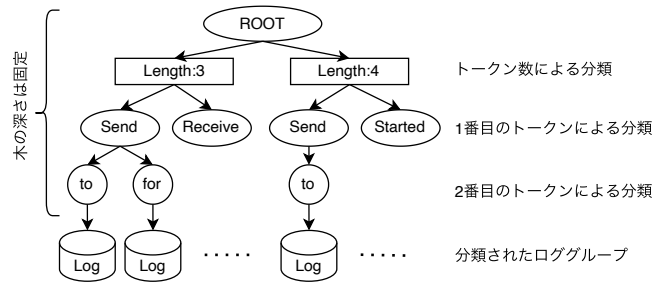 ROOT
Length:3
Length:4
トークン数による分類
木の深さは固定
Send
Receive
Send
Started
1番目のトークンによる分類
to
for
to
2番目のトークンによる分類
Log
Log
.....
Log
.....
分類されたロググループ